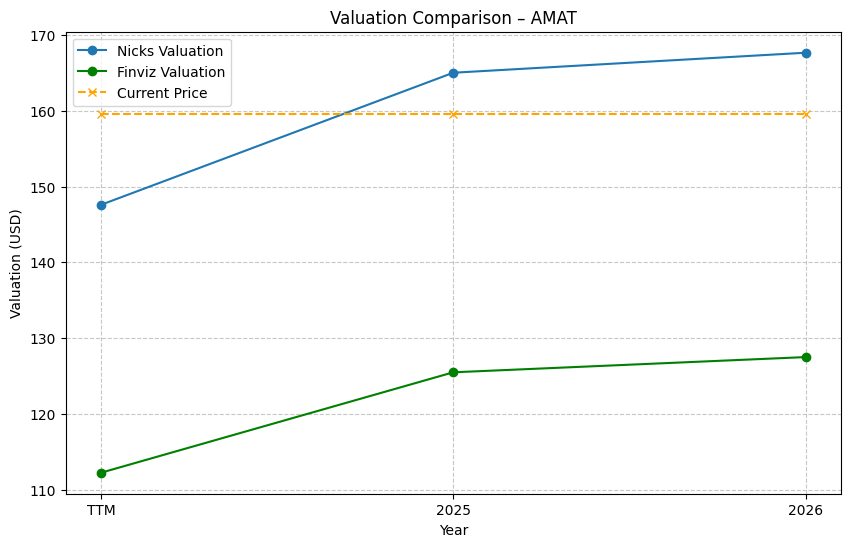 Valuation Comparison – AMAT
Nicks Valuation
Finviz Valuation
Current Price
Valuation (USD)
170
160
150
140
130
120
110
TTM
2025
2026
Year